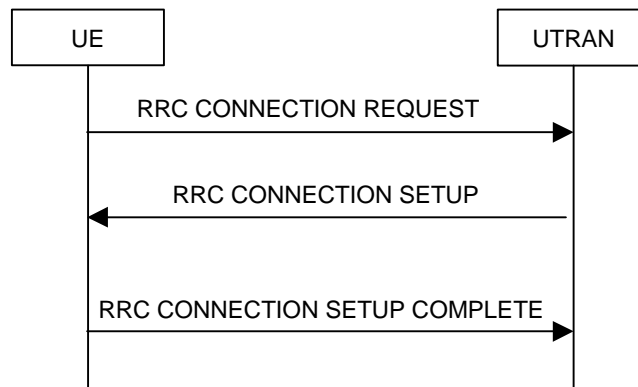 UE
UTRAN
RRC CONNECTION REQUEST
RRC CONNECTION SETUP
RRC CONNECTION SETUP COMPLETE